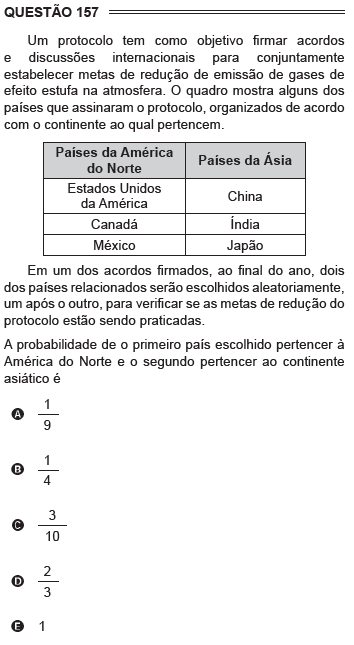 QUESTÃO 157
Um protocolo tem como objetivo firmar acordos
e discussões internacionais para conjuntamente
estabelecer metas de redução de emissão de gases de
efeito estufa na atmosfera. O quadro mostra alguns dos
países que assinaram o protocolo, organizados de acordo
com o continente ao qual pertencem.
Países da América do Norte Países da Ásia
Estados Unidos da América China
Canadá Índia
México Japão
Em um dos acordos firmados, ao final do ano, dois
dos países relacionados serão escolhidos aleatoriamente,
um após o outro, para verificar se as metas de redução do
protocolo estão sendo praticadas.
A probabilidade de o primeiro país escolhido pertencer à
América do Norte e o segundo pertencer ao continente
asiático é
A 1/9
B 1/4
C 3/10
D 2/3
E 1